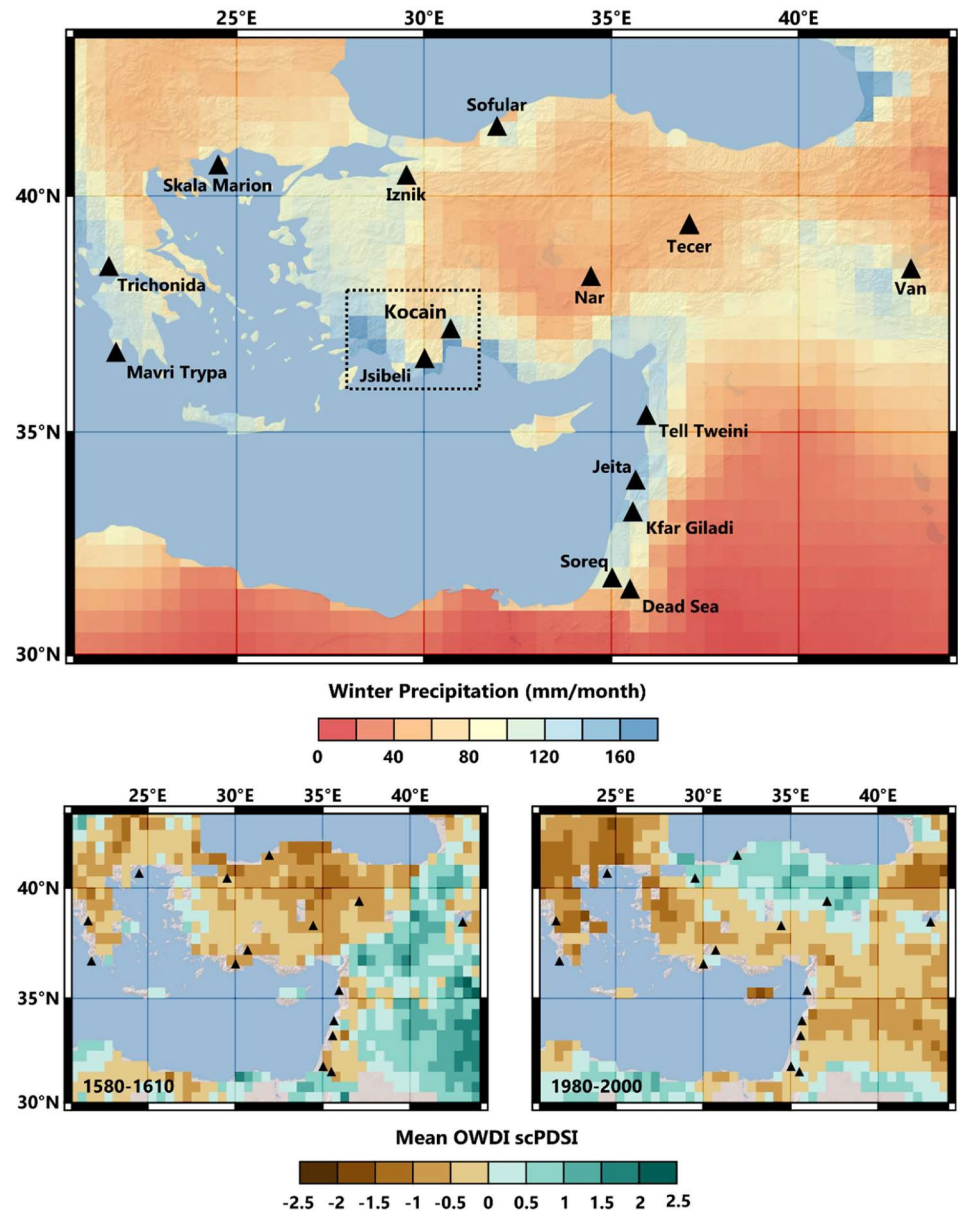 25°E 30°E 35°E 40°E
Sofular
Skala Marion
Iznik
40°N
Tecer
Trichonida
Nar
Van
Kocain
Mavri Trypa
Jsibeli
35°N
Tell Tweini
Jeita
Kfar Giladi
Soreq
Dead Sea
30°N
Winter Precipitation (mm/month)
0 40 80 120 160
25°E 30°E 35°E 40°E 25°E 30°E 35°E 40°E
40°N
35°N
1580-1610 1980-2000
30°N
Mean OWDI scPDSI
-2.5 -2 -1.5 -1 -0.5 0 0.5 1 1.5 2 2.5